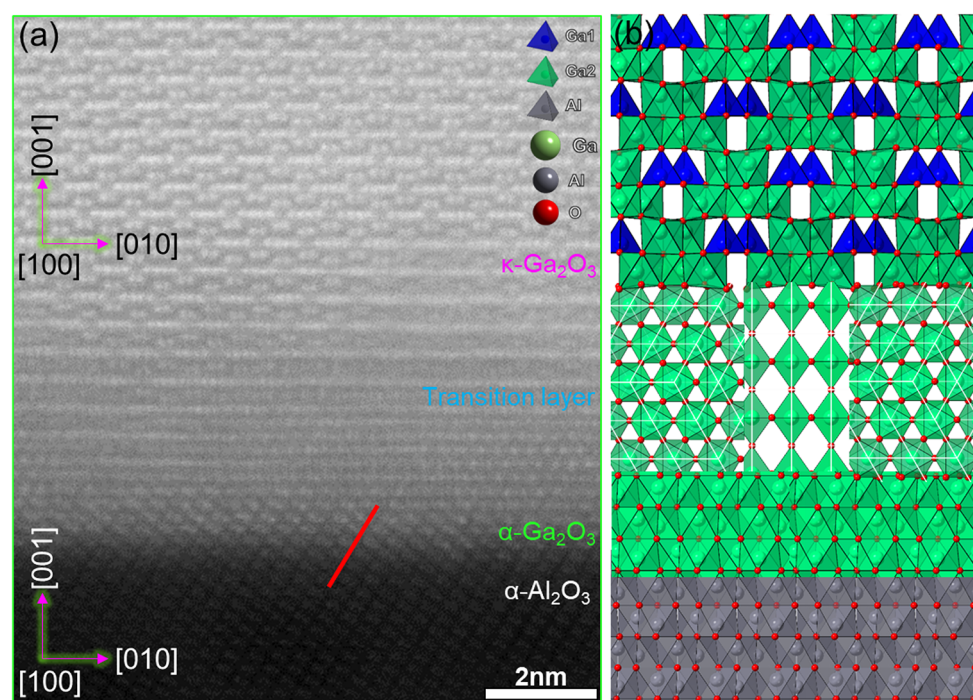 (a)
(b)
Ga1
Ga2
Al
Ga
Al
O
[001]
[010]
[100]
κ-Ga₂O₃
Transition layer
α-Ga₂O₃
α-Al₂O₃
[001]
[010]
[100]
2nm